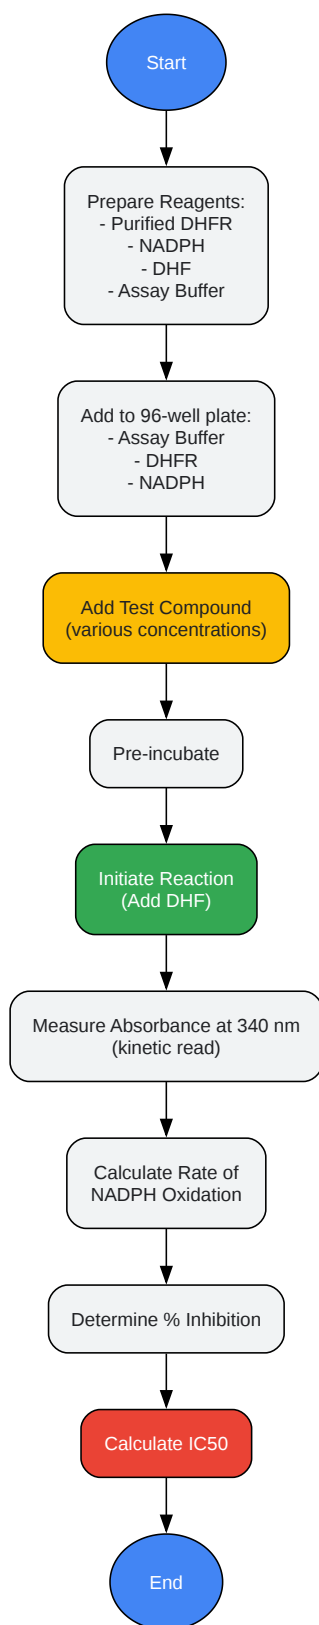 Start
Prepare Reagents:
- Purified DHFR
- NADPH
- DHF
- Assay Buffer
Add to 96-well plate:
- Assay Buffer
- DHFR
- NADPH
Add Test Compound
(various concentrations)
Pre-incubate
Initiate Reaction
(Add DHF)
Measure Absorbance at 340 nm
(kinetic read)
Calculate Rate of
NADPH Oxidation
Determine % Inhibition
Calculate IC50
End